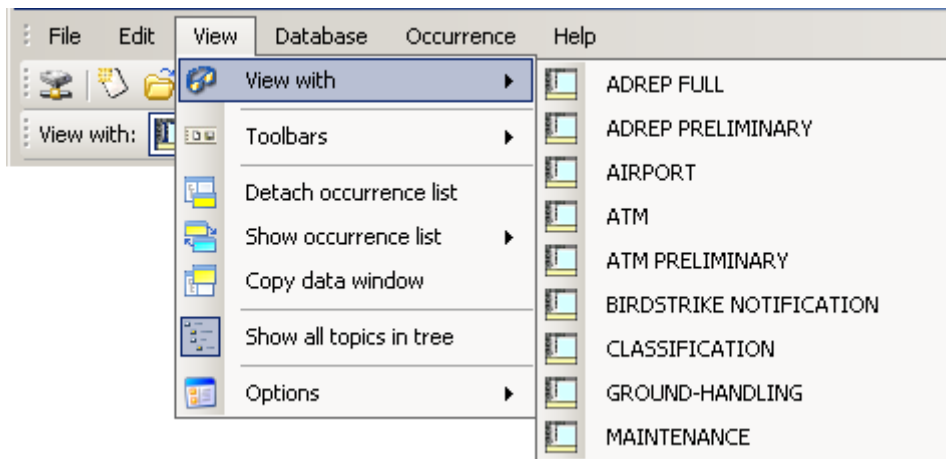 File Edit View Database Occurrence Help
View with:
View with
Toolbars
Detach occurrence list
Show occurrence list
Copy data window
Show all topics in tree
Options
ADREP FULL
ADREP PRELIMINARY
AIRPORT
ATM
ATM PRELIMINARY
BIRDSTRIKE NOTIFICATION
CLASSIFICATION
GROUND-HANDLING
MAINTENANCE